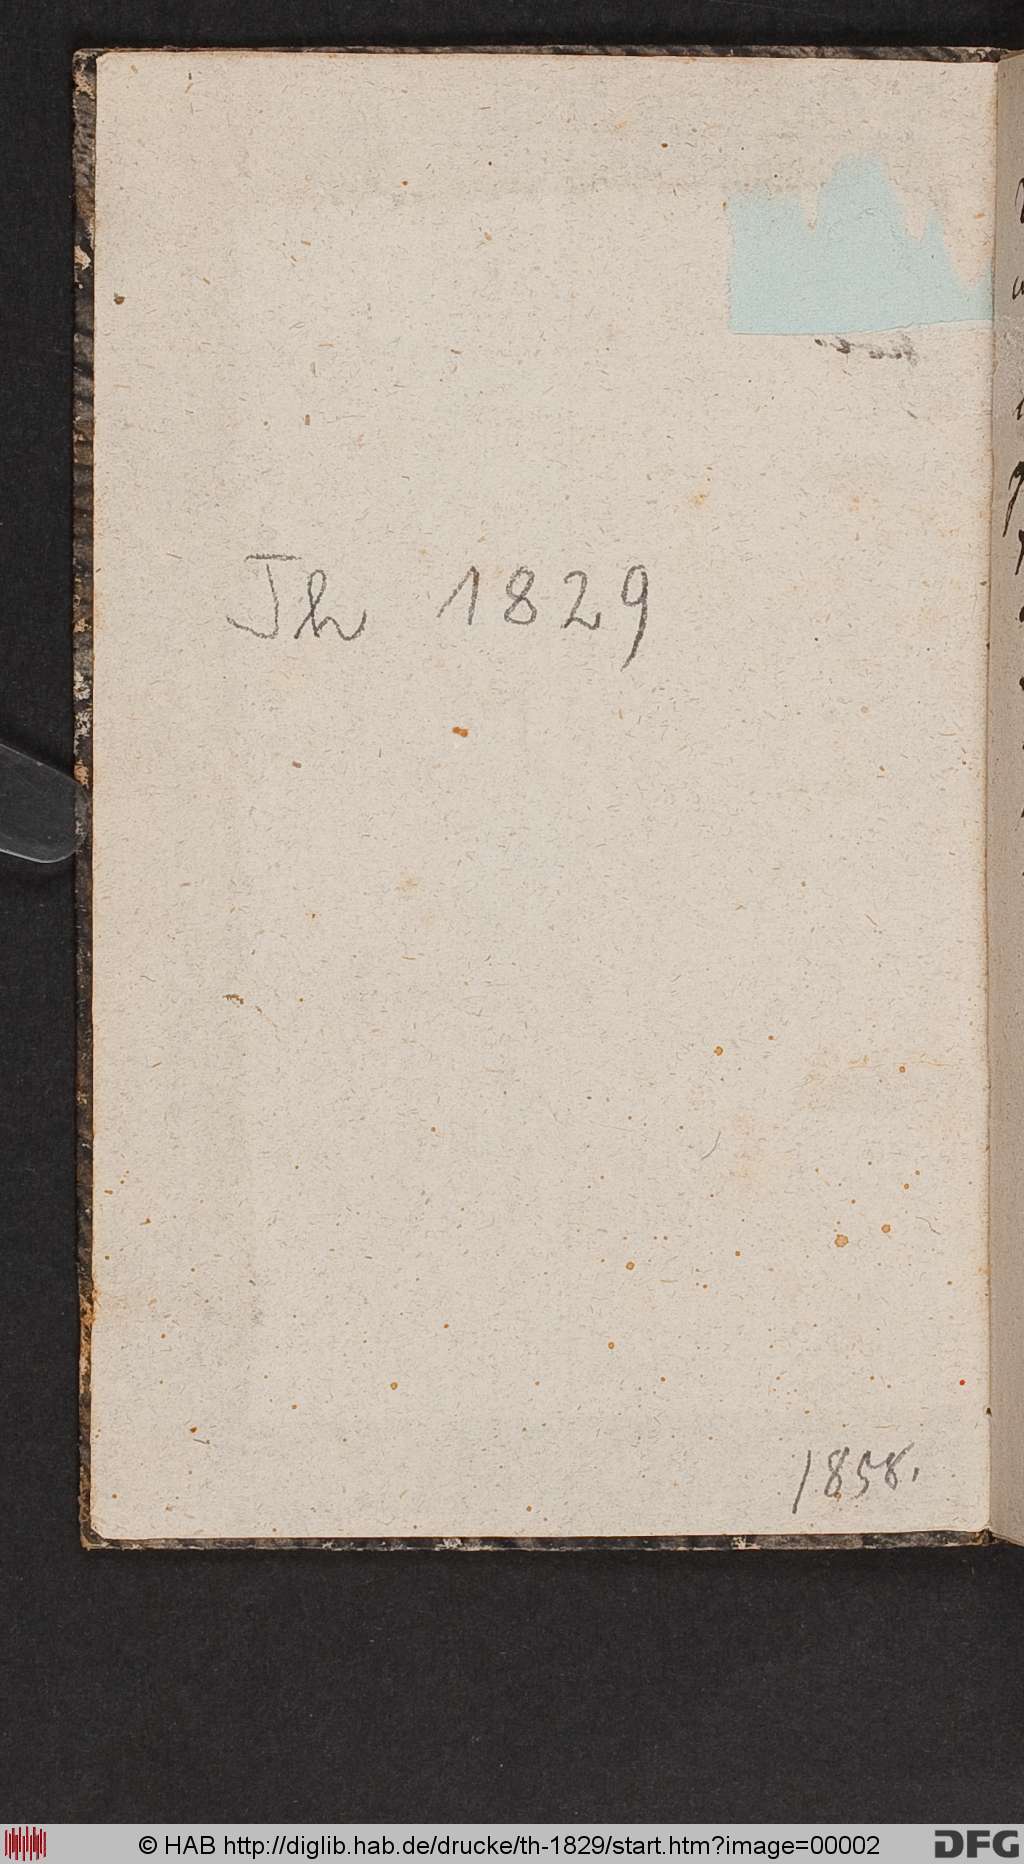 Th 1829
1858.
© HAB http://diglib.hab.de/drucke/th-1829/start.htm?image=00002
DFG